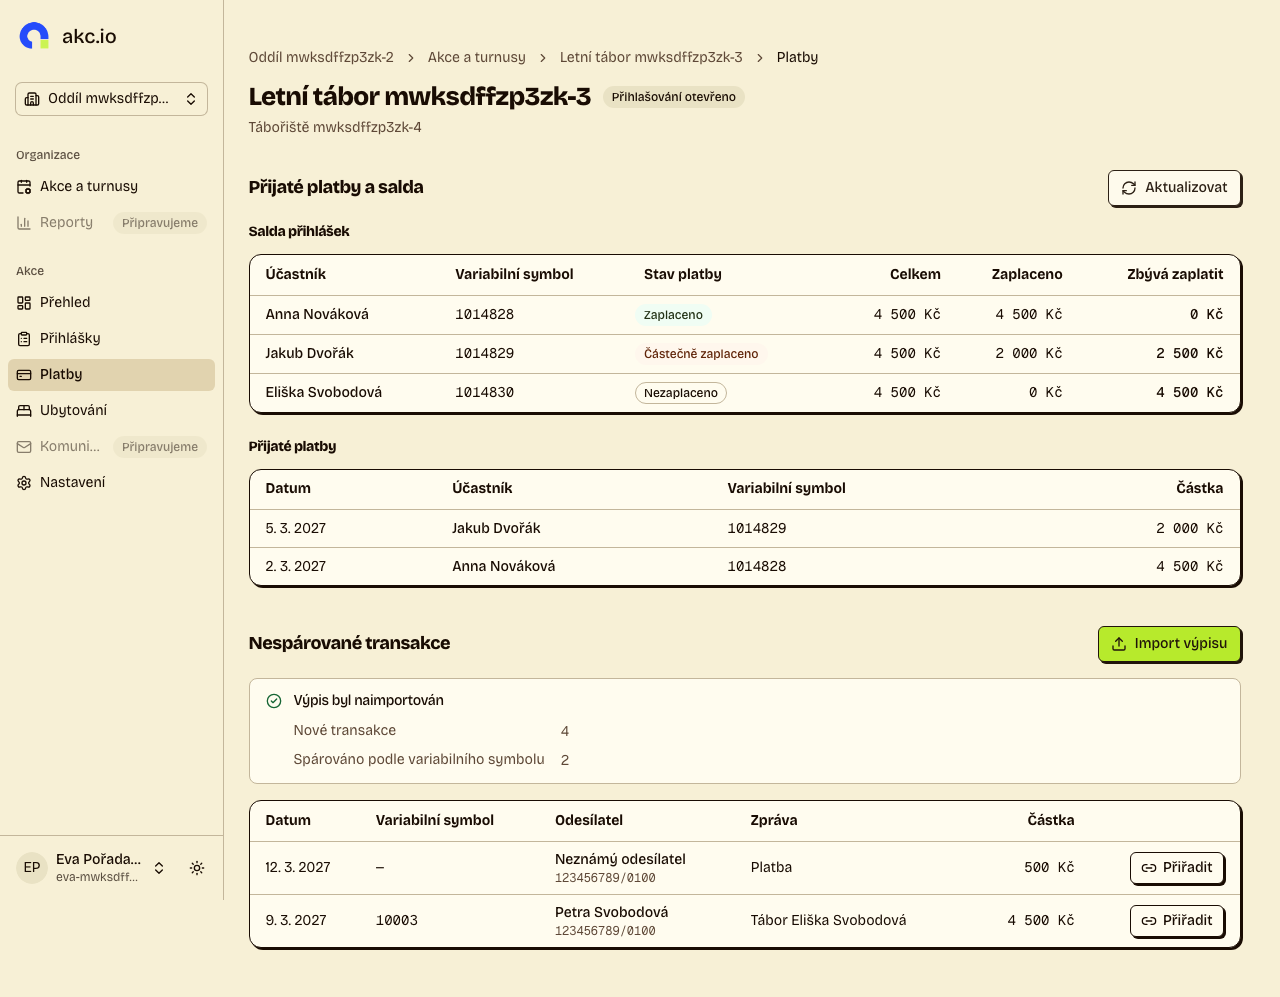 akc.io
Oddíl mwksdffzp...
Organizace
Akce a turnusy
Reporty Připravujeme
Akce
Přehled
Přihlášky
Platby
Ubytování
Komuni... Připravujeme
Nastavení
EP
Eva Pořada...
eva-mwksdff...
Oddíl mwksdffzp3zk-2 > Akce a turnusy > Letní tábor mwksdffzp3zk-3 > Platby
Letní tábor mwksdffzp3zk-3 Přihlašování otevřeno
Tábořiště mwksdffzp3zk-4
Přijaté platby a salda Aktualizovat
Salda přihlášek
Účastník Variabilní symbol Stav platby Celkem Zaplaceno Zbývá zaplatit
Anna Nováková 1014828 Zaplaceno 4 500 Kč 4 500 Kč 0 Kč
Jakub Dvořák 1014829 Částečně zaplaceno 4 500 Kč 2 000 Kč 2 500 Kč
Eliška Svobodová 1014830 Nezaplaceno 4 500 Kč 0 Kč 4 500 Kč
Přijaté platby
Datum Účastník Variabilní symbol Částka
5. 3. 2027 Jakub Dvořák 1014829 2 000 Kč
2. 3. 2027 Anna Nováková 1014828 4 500 Kč
Nespárované transakce Import výpisu
Výpis byl naimportován
Nové transakce 4
Spárováno podle variabilního symbolu 2
Datum Variabilní symbol Odesílatel Zpráva Částka
12. 3. 2027 – Neznámý odesílatel Platba 500 Kč Přiřadit
123456789/0100
9. 3. 2027 10003 Petra Svobodová Tábor Eliška Svobodová 4 500 Kč Přiřadit
123456789/0100